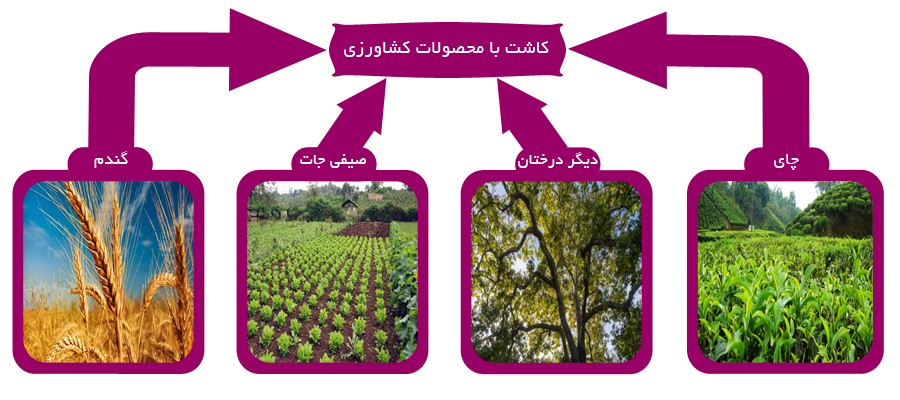 کاشت با محصولات کشاورزی
چای
دیگر درختان
صیفی جات
گندم